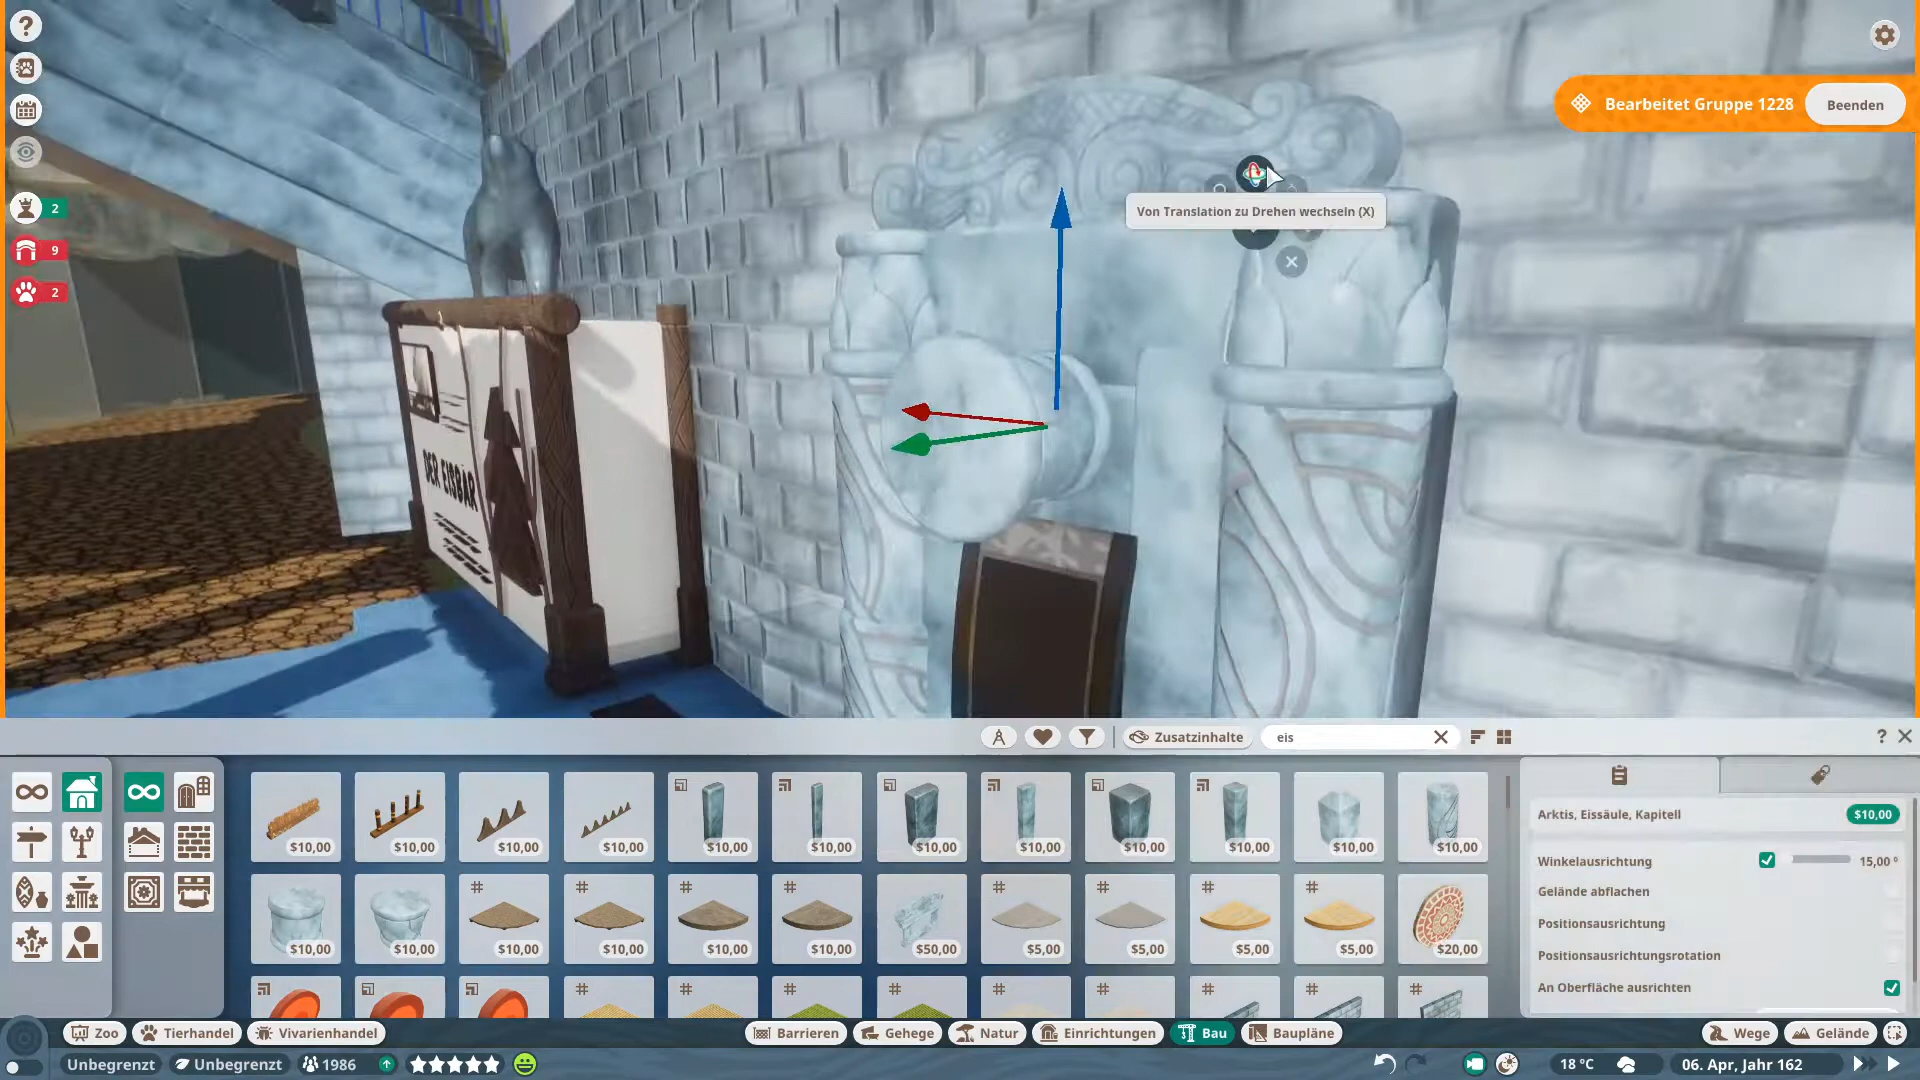 ?
Bearbeitet Gruppe 1228
Beenden
2
9
2
Von Translation zu Drehen wechseln (X)
DER EISBÄR
Zusatzinhalte
eis
?
$10,00 $10,00 $10,00 $10,00 $10,00 $10,00 $10,00 $10,00 $10,00 $10,00 $10,00 $10,00
$10,00 $10,00 $10,00 $10,00 $10,00 $10,00 $50,00 $5,00 $5,00 $5,00 $5,00 $20,00
Arktis, Eissäule, Kapitell
$10,00
Winkelausrichtung
15,00 °
Gelände abflachen
Positionsausrichtung
Positionsausrichtungsrotation
An Oberfläche ausrichten
Zoo
Tierhandel
Vivarienhandel
Barrieren
Gehege
Natur
Einrichtungen
Bau
Baupläne
Wege
Gelände
Unbegrenzt
Unbegrenzt
1986
18 °C
06. Apr, Jahr 162